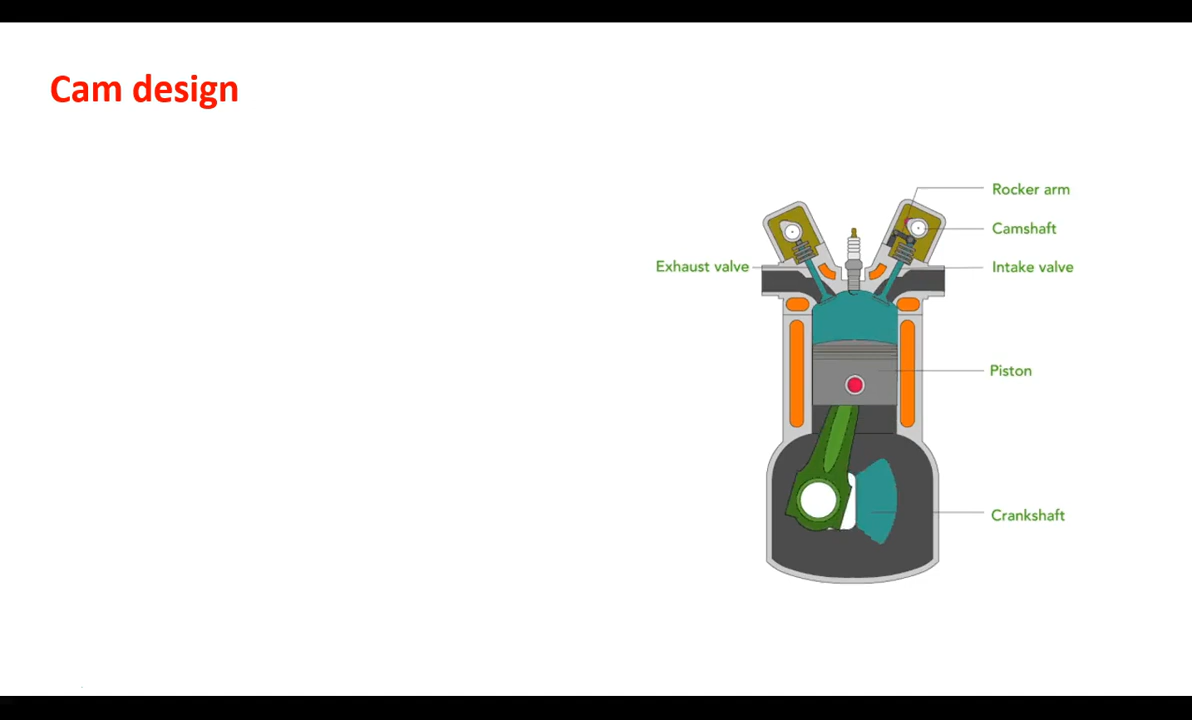 Cam design
Rocker arm
Camshaft
Exhaust valve
Intake valve
Piston
Crankshaft